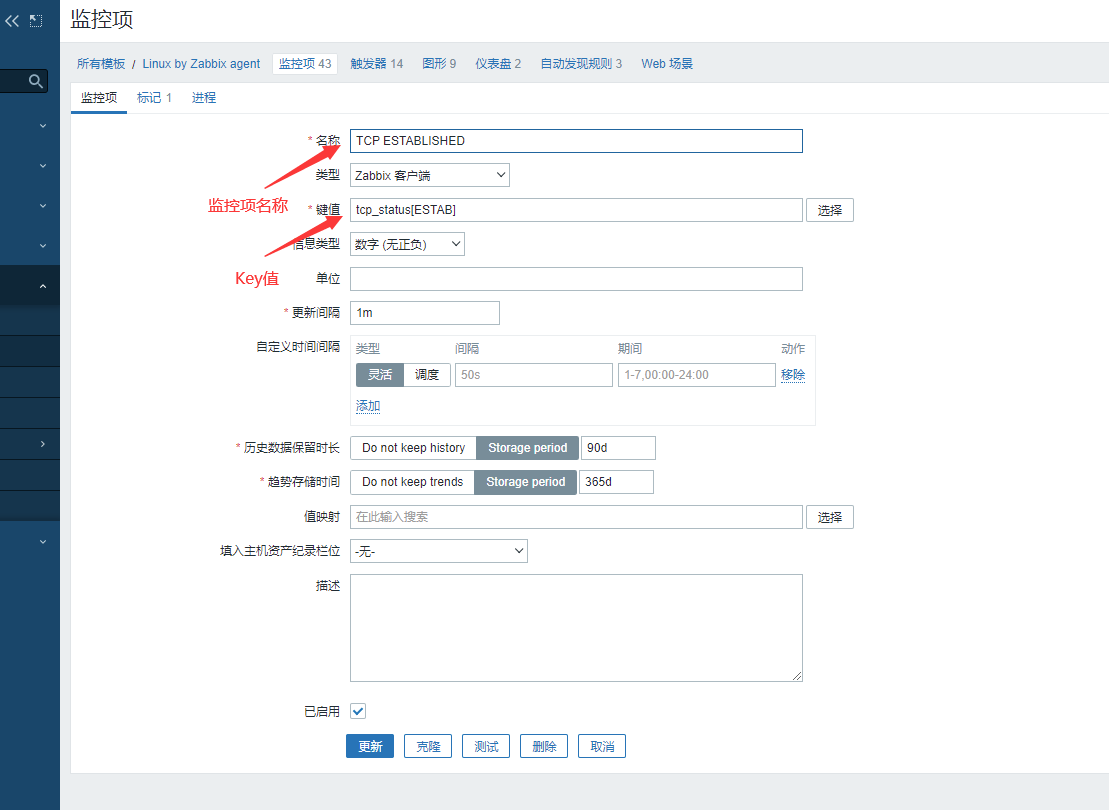 监控项
所有模板 / Linux by Zabbix agent 监控项 43 触发器 14 图形 9 仪表盘 2 自动发现规则 3 Web 场景
监控项 标记 1 进程
* 名称 TCP ESTABLISHED
类型 Zabbix 客户端
监控项名称
* 键值 tcp_status[ESTAB] 选择
信息类型 数字 (无正负)
Key值
单位
* 更新间隔 1m
自定义时间间隔 类型 间隔 期间 动作
灵活 调度 50s 1-7,00:00-24:00 移除
添加
* 历史数据保留时长 Do not keep history Storage period 90d
* 趋势存储时间 Do not keep trends Storage period 365d
值映射 在此输入搜索 选择
填入主机资产纪录栏位 -无-
描述
已启用
更新 克隆 测试 删除 取消